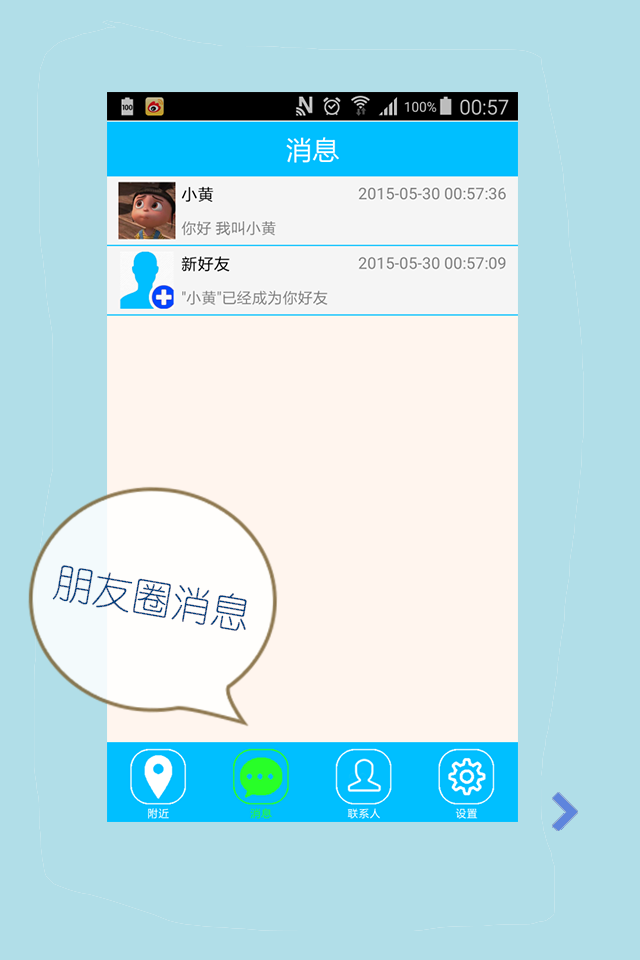 100
100%
00:57
消息
小黄
2015-05-30 00:57:36
你好 我叫小黄
新好友
2015-05-30 00:57:09
"小黄"已经成为你好友
朋友圈消息
附近
消息
联系人
设置